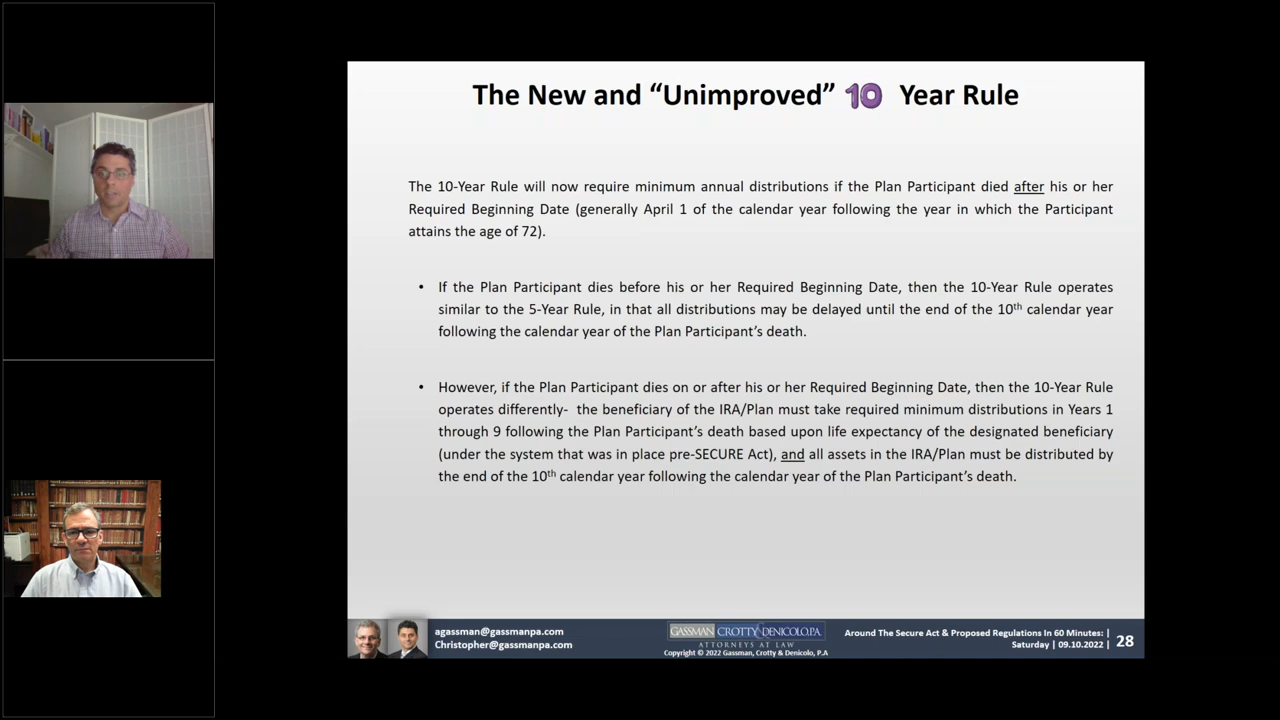 The New and “Unimproved” 10 Year Rule
The 10-Year Rule will now require minimum annual distributions if the Plan Participant died after his or her
Required Beginning Date (generally April 1 of the calendar year following the year in which the Participant
attains the age of 72).
• If the Plan Participant dies before his or her Required Beginning Date, then the 10-Year Rule operates
similar to the 5-Year Rule, in that all distributions may be delayed until the end of the 10th calendar year
following the calendar year of the Plan Participant’s death.
• However, if the Plan Participant dies on or after his or her Required Beginning Date, then the 10-Year Rule
operates differently- the beneficiary of the IRA/Plan must take required minimum distributions in Years 1
through 9 following the Plan Participant’s death based upon life expectancy of the designated beneficiary
(under the system that was in place pre-SECURE Act), and all assets in the IRA/Plan must be distributed by
the end of the 10th calendar year following the calendar year of the Plan Participant’s death.
agassman@gassmanpa.com
Christopher@gassmanpa.com
GASSMAN CROTTY & DENICOLO, P.A.
ATTORNEYS AT LAW
Copyright © 2022 Gassman, Crotty & Denicolo, P.A
Around The Secure Act & Proposed Regulations In 60 Minutes: |
Saturday | 09.10.2022 |
28